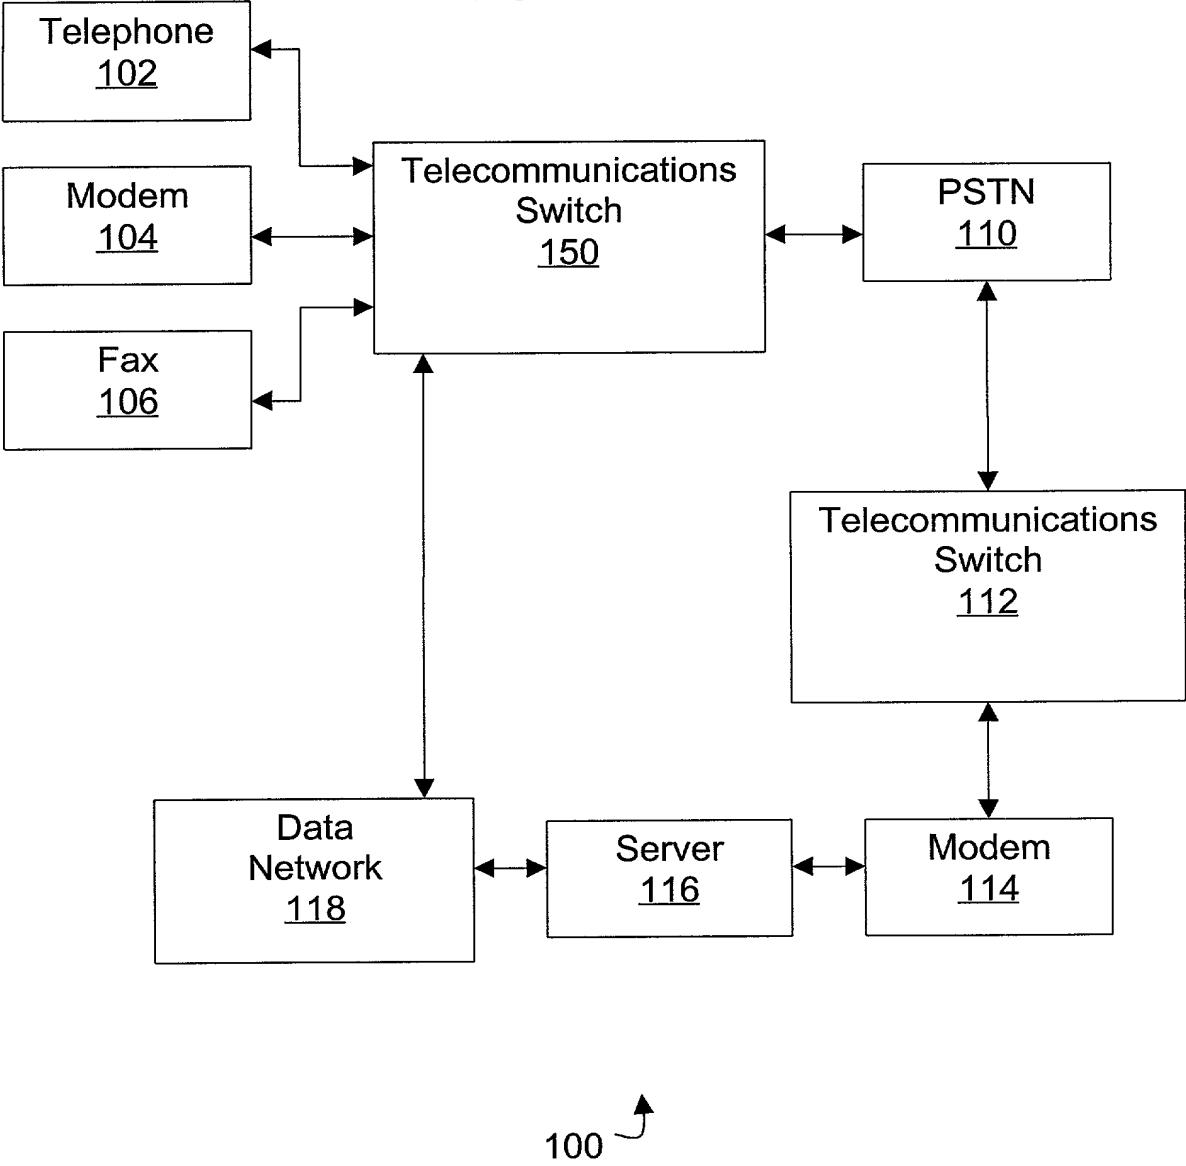 Telephone
102
Modem
104
Fax
106
Telecommunications
Switch
150
PSTN
110
Telecommunications
Switch
112
Data
Network
118
Server
116
Modem
114
100